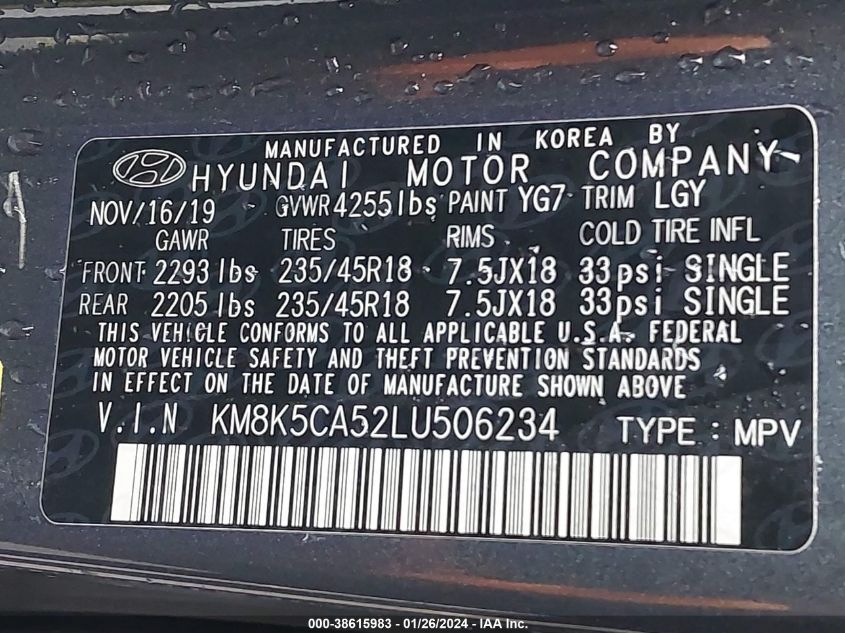 MANUFACTURED IN KOREA BY
HYUNDAI MOTOR COMPANY
NOV/16/19 GVWR 4255 lbs PAINT YG7 TRIM LGY
GAWR TIRES RIMS COLD TIRE INFL
FRONT 2293 lbs 235/45R18 7.5JX18 33psi SINGLE
REAR 2205 lbs 235/45R18 7.5JX18 33psi SINGLE
THIS VEHICLE CONFORMS TO ALL APPLICABLE U.S.A. FEDERAL
MOTOR VEHICLE SAFETY AND THEFT PREVENTION STANDARDS
IN EFFECT ON THE DATE OF MANUFACTURE SHOWN ABOVE
V.I.N KM8K5CA52LU506234 TYPE : MPV
000-38615983 - 01/26/2024 - IAA Inc.